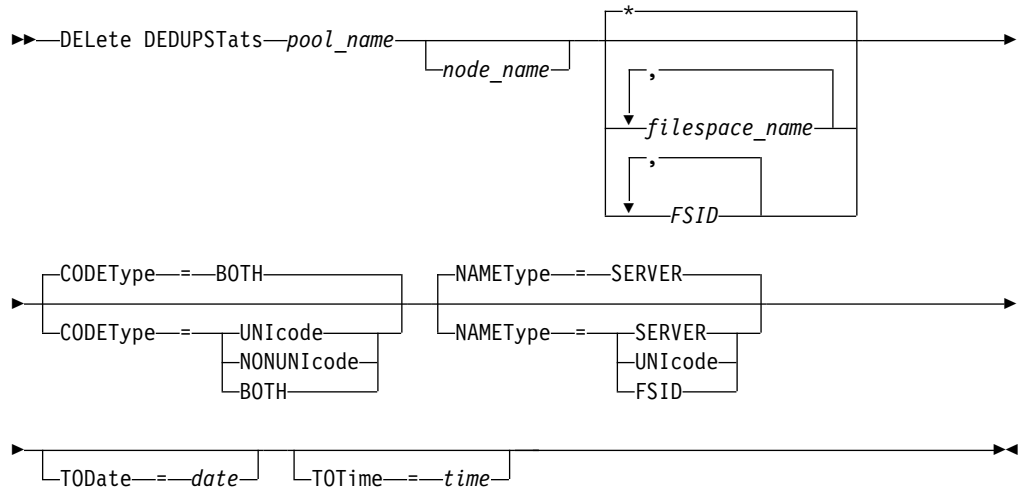 *
DELete DEDUPSTats pool_name
node_name
,
filespace_name
,
FSID
CODEType = BOTH NAMEType = SERVER
CODEType = UNIcode NAMEType = SERVER
NONUNIcode UNIcode
BOTH FSID
TODate = date TOTime = time